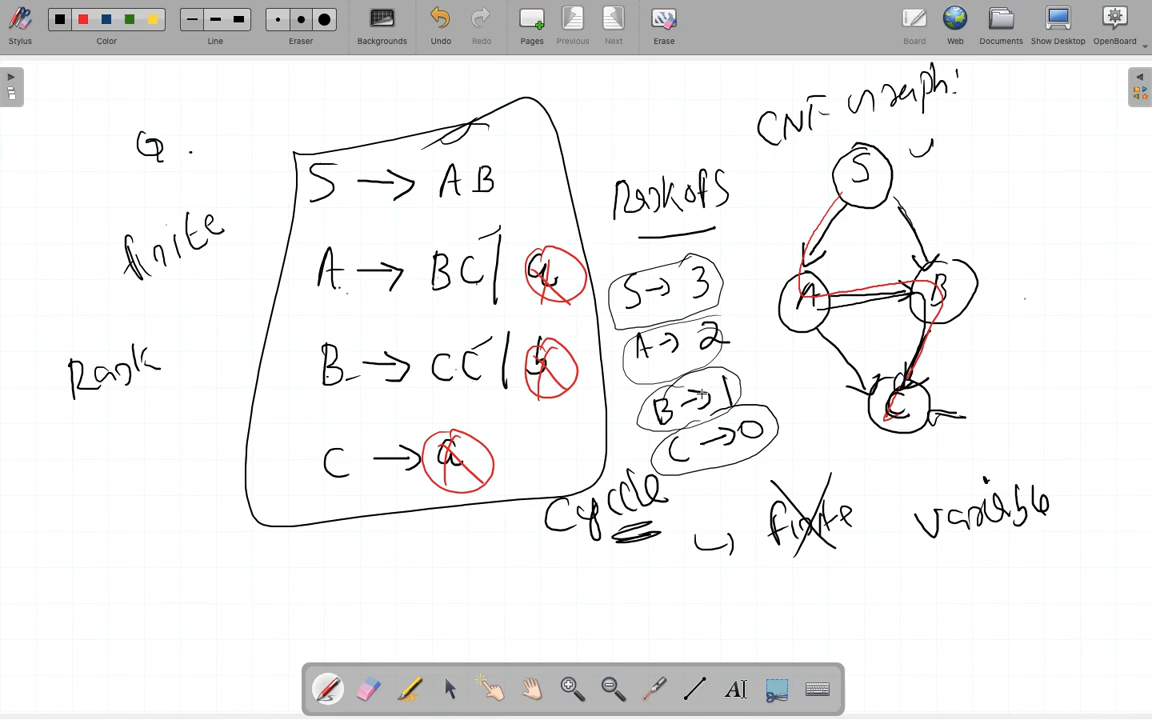 Stylus
Color
Line
Eraser
Backgrounds
Undo
Redo
Pages
Previous
Next
Erase
Board
Web
Documents
Show Desktop
OpenBoard
Q.
finite
Rank
S → AB
A → BC | a
B → CC | b
C → a
Rank of S
S → 3
A → 2
B → 1
C → 0
CNF Graph:
S
A
B
C
Cycle
finite
variable